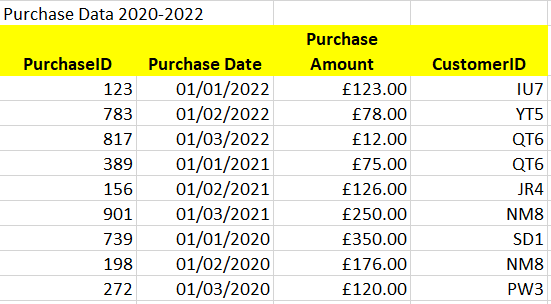 Purchase Data 2020-2022
PurchaseID Purchase Date Purchase Amount CustomerID
123 01/01/2022 £123.00 IU7
783 01/02/2022 £78.00 YT5
817 01/03/2022 £12.00 QT6
389 01/01/2021 £75.00 QT6
156 01/02/2021 £126.00 JR4
901 01/03/2021 £250.00 NM8
739 01/01/2020 £350.00 SD1
198 01/02/2020 £176.00 NM8
272 01/03/2020 £120.00 PW3